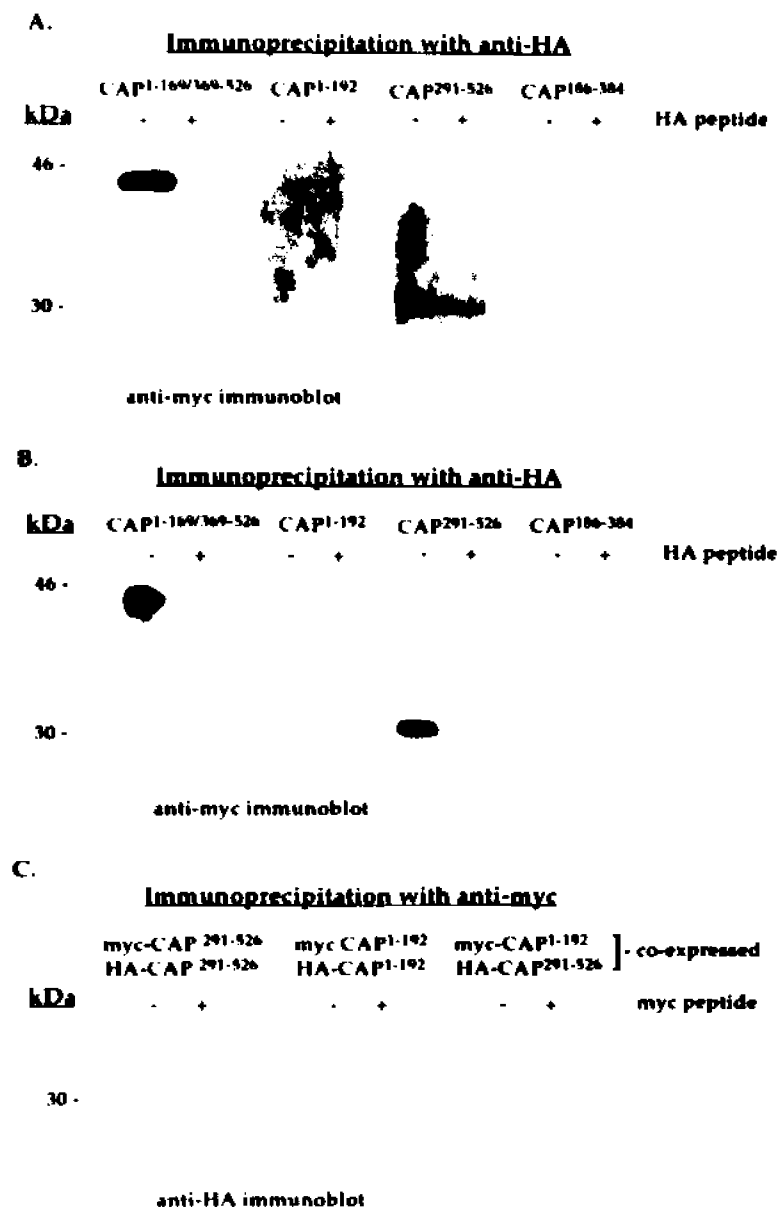 A.
Immunoprecipitation with anti-HA
CAP1-169/369-526 CAP1-192 CAP291-526 CAP186-384
kDa - + - + - + - + HA peptide
46 -
30 -
anti-myc immunoblot
B.
Immunoprecipitation with anti-HA
kDa CAP1-169/369-526 CAP1-192 CAP291-526 CAP186-384
- + - + - + - + HA peptide
46 -
30 -
anti-myc immunoblot
C.
Immunoprecipitation with anti-myc
myc-CAP 291-526 myc CAP1-192 myc-CAP1-192
HA-CAP 291-526 HA-CAP1-192 HA-CAP291-526 ] - co-expressed
kDa - + - + - + myc peptide
30 -
anti-HA immunoblot